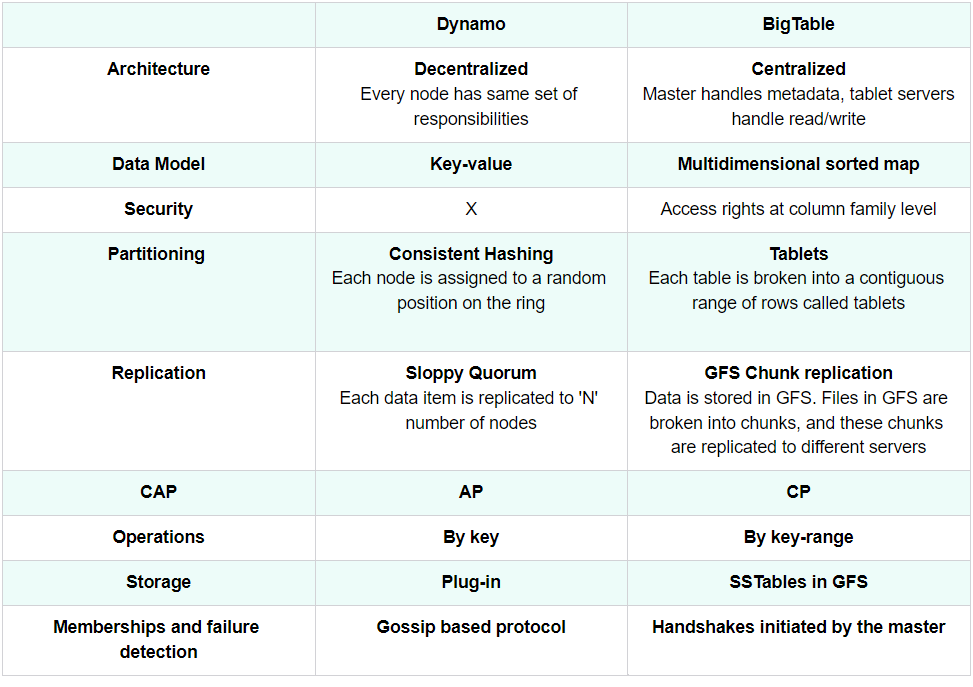 Dynamo
BigTable
Architecture
Decentralized
Every node has same set of
responsibilities
Centralized
Master handles metadata, tablet servers
handle read/write
Data Model
Key-value
Multidimensional sorted map
Security
X
Access rights at column family level
Partitioning
Consistent Hashing
Each node is assigned to a random
position on the ring
Tablets
Each table is broken into a contiguous
range of rows called tablets
Replication
Sloppy Quorum
Each data item is replicated to 'N'
number of nodes
GFS Chunk replication
Data is stored in GFS. Files in GFS are
broken into chunks, and these chunks
are replicated to different servers
CAP
AP
CP
Operations
By key
By key-range
Storage
Plug-in
SSTables in GFS
Memberships and failure
detection
Gossip based protocol
Handshakes initiated by the master